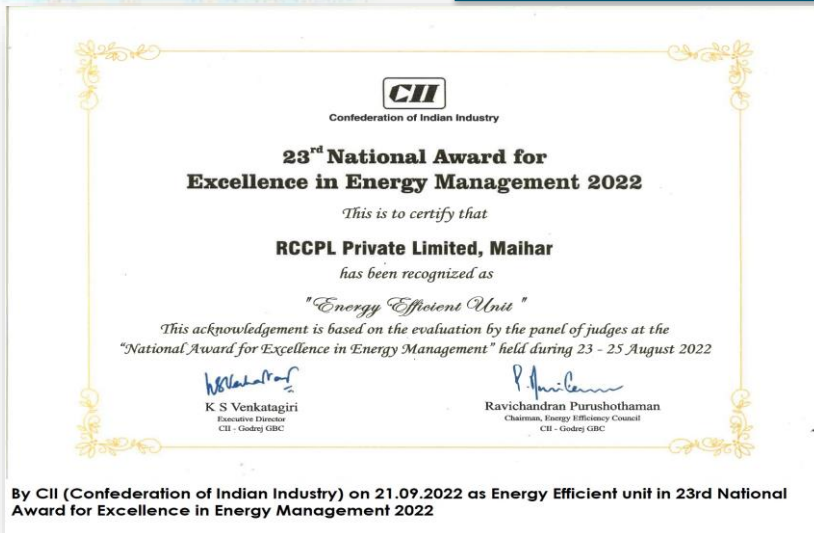 CII
Confederation of Indian Industry
23rd National Award for
Excellence in Energy Management 2022
This is to certify that
RCCPL Private Limited, Maihar
has been recognized as
"Energy Efficient Unit"
This acknowledgement is based on the evaluation by the panel of judges at the
"National Award for Excellence in Energy Management" held during 23 - 25 August 2022
K S Venkatagiri
Executive Director
CII - Godrej GBC
Ravichandran Purushothaman
Chairman, Energy Efficiency Council
CII - Godrej GBC
By CII (Confederation of Indian Industry) on 21.09.2022 as Energy Efficient unit in 23rd National
Award for Excellence in Energy Management 2022